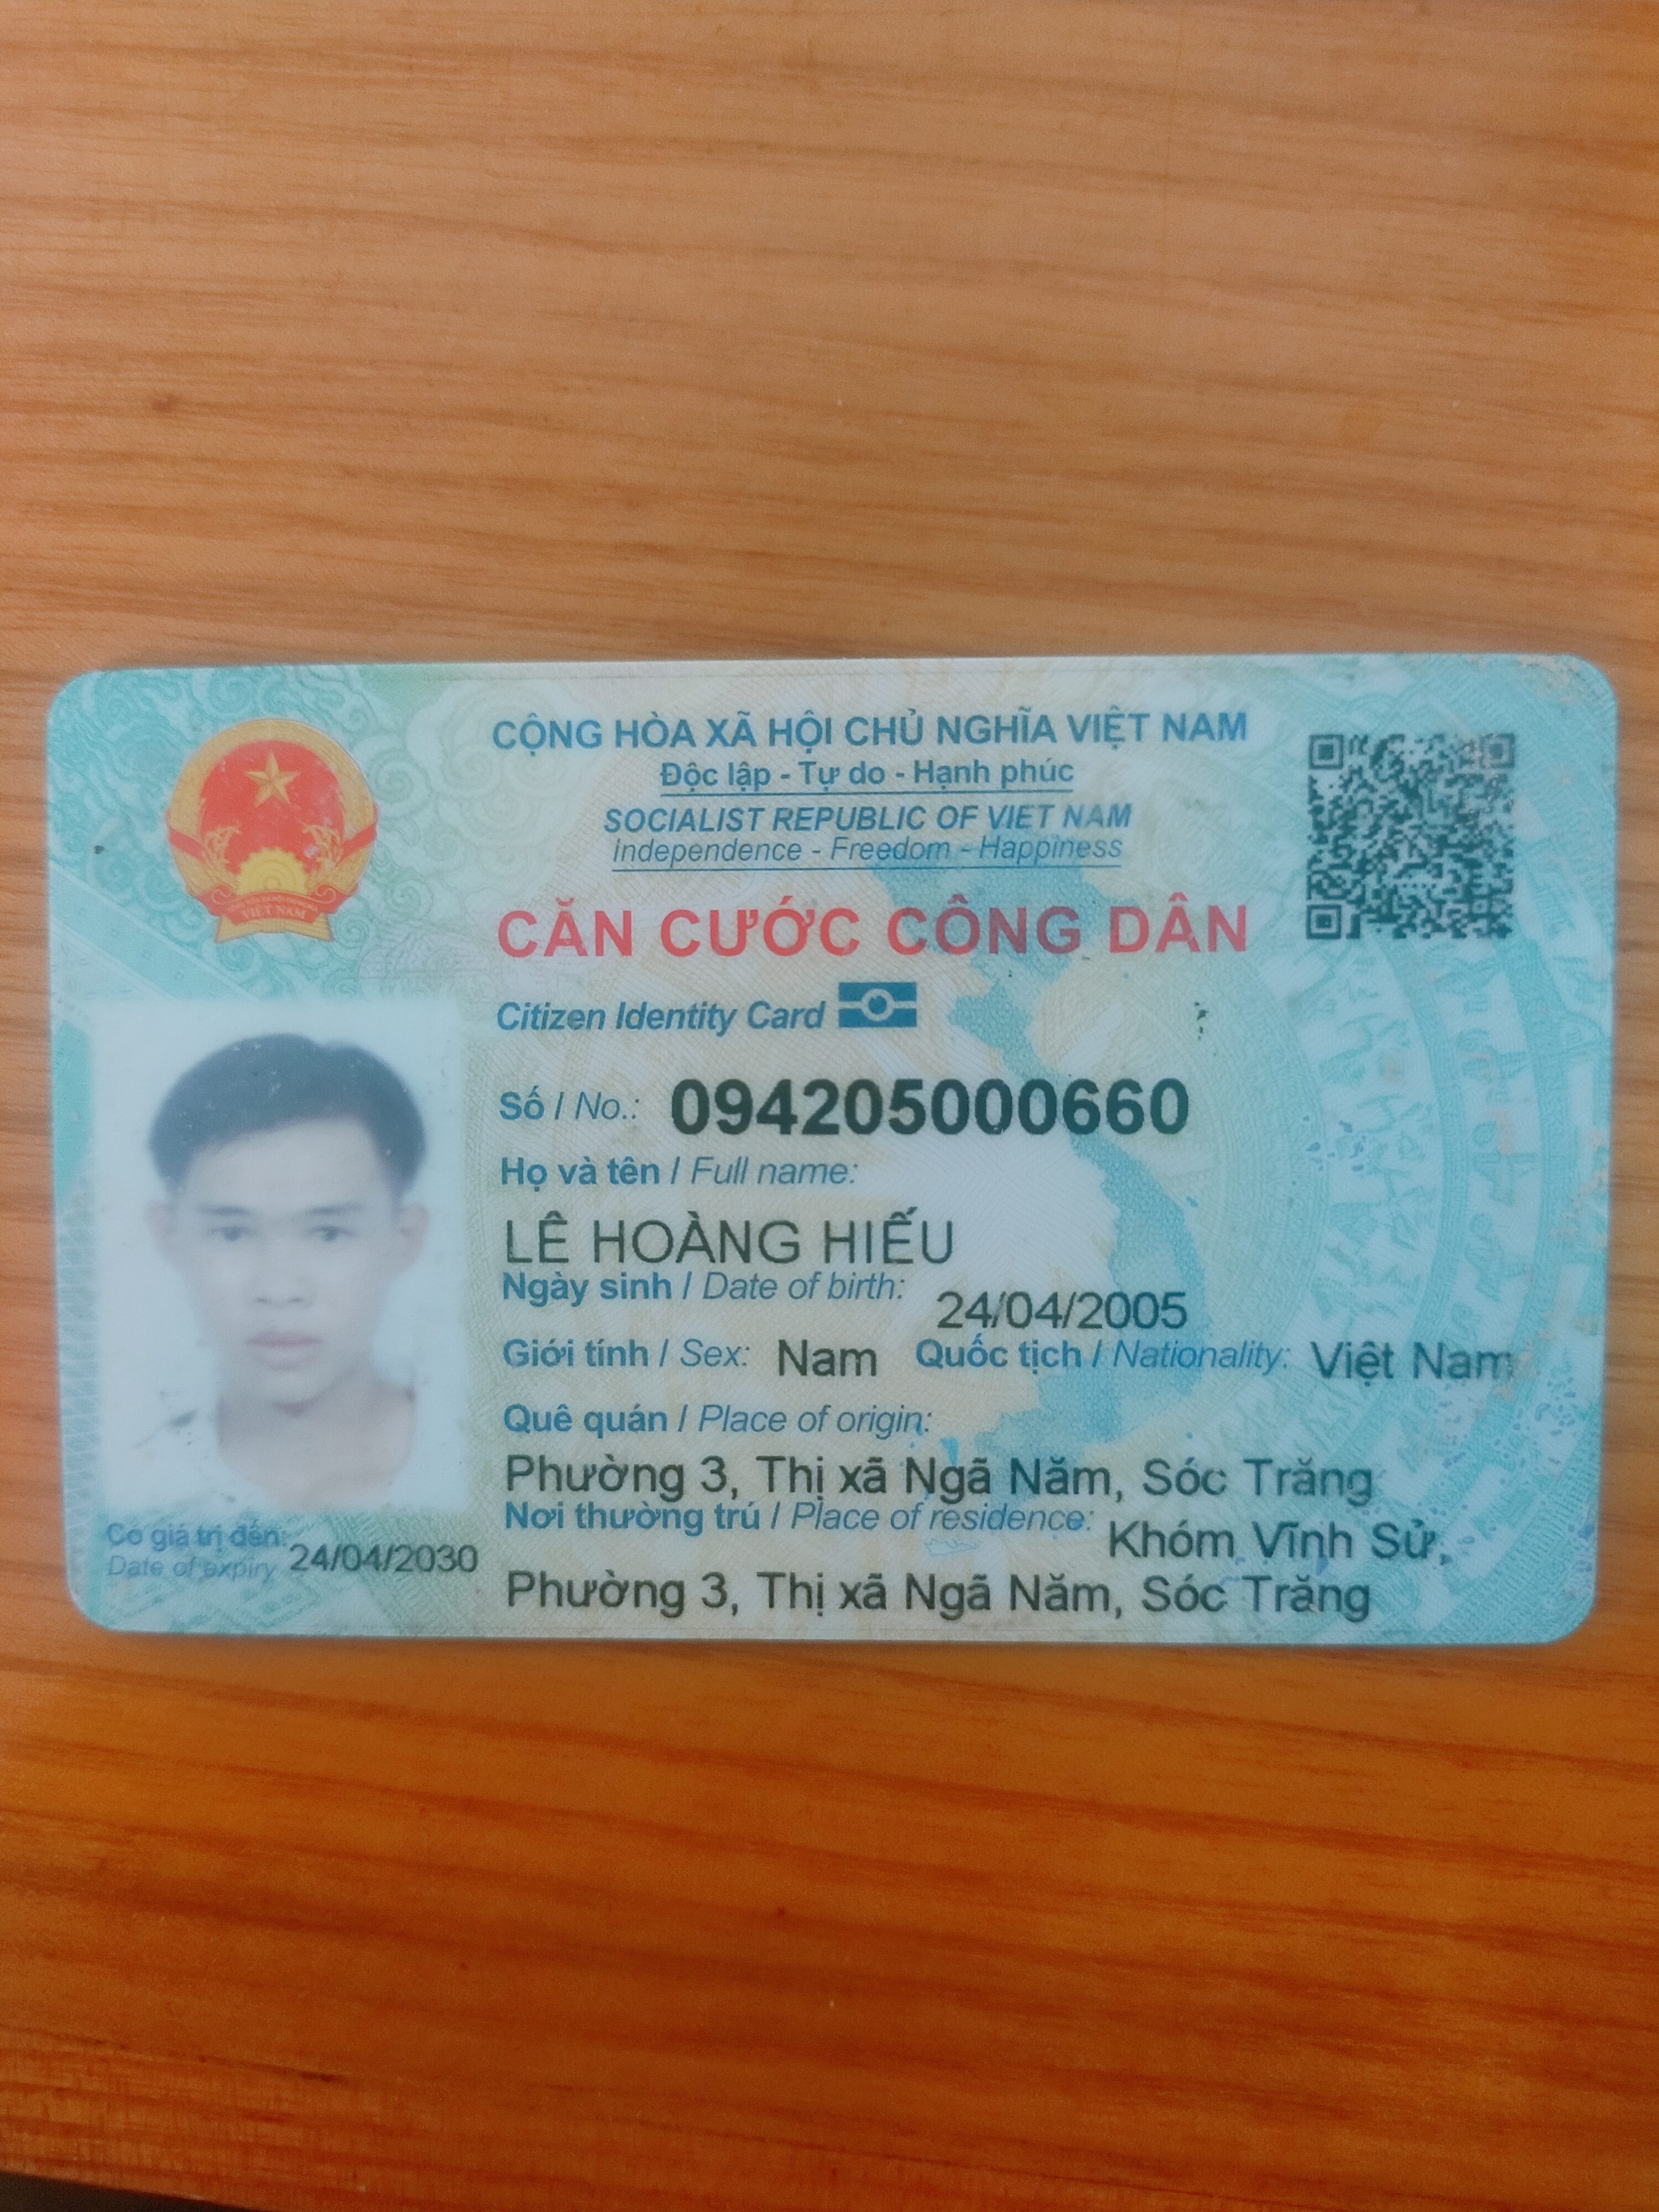 CỘNG HÒA XÃ HỘI CHỦ NGHĨA VIỆT NAM
Độc lập - Tự do - Hạnh phúc
SOCIALIST REPUBLIC OF VIET NAM
Independence - Freedom - Happiness
CĂN CƯỚC CÔNG DÂN
Citizen Identity Card
VIỆT NAM
Số / No.: 094205000660
Họ và tên / Full name:
LÊ HOÀNG HIẾU
Ngày sinh / Date of birth: 24/04/2005
Giới tính / Sex: Nam Quốc tịch / Nationality: Việt Nam
Quê quán / Place of origin:
Phường 3, Thị xã Ngã Năm, Sóc Trăng
Nơi thường trú / Place of residence: Khóm Vĩnh Sử,
Phường 3, Thị xã Ngã Năm, Sóc Trăng
Có giá trị đến: 24/04/2030
Date of expiry